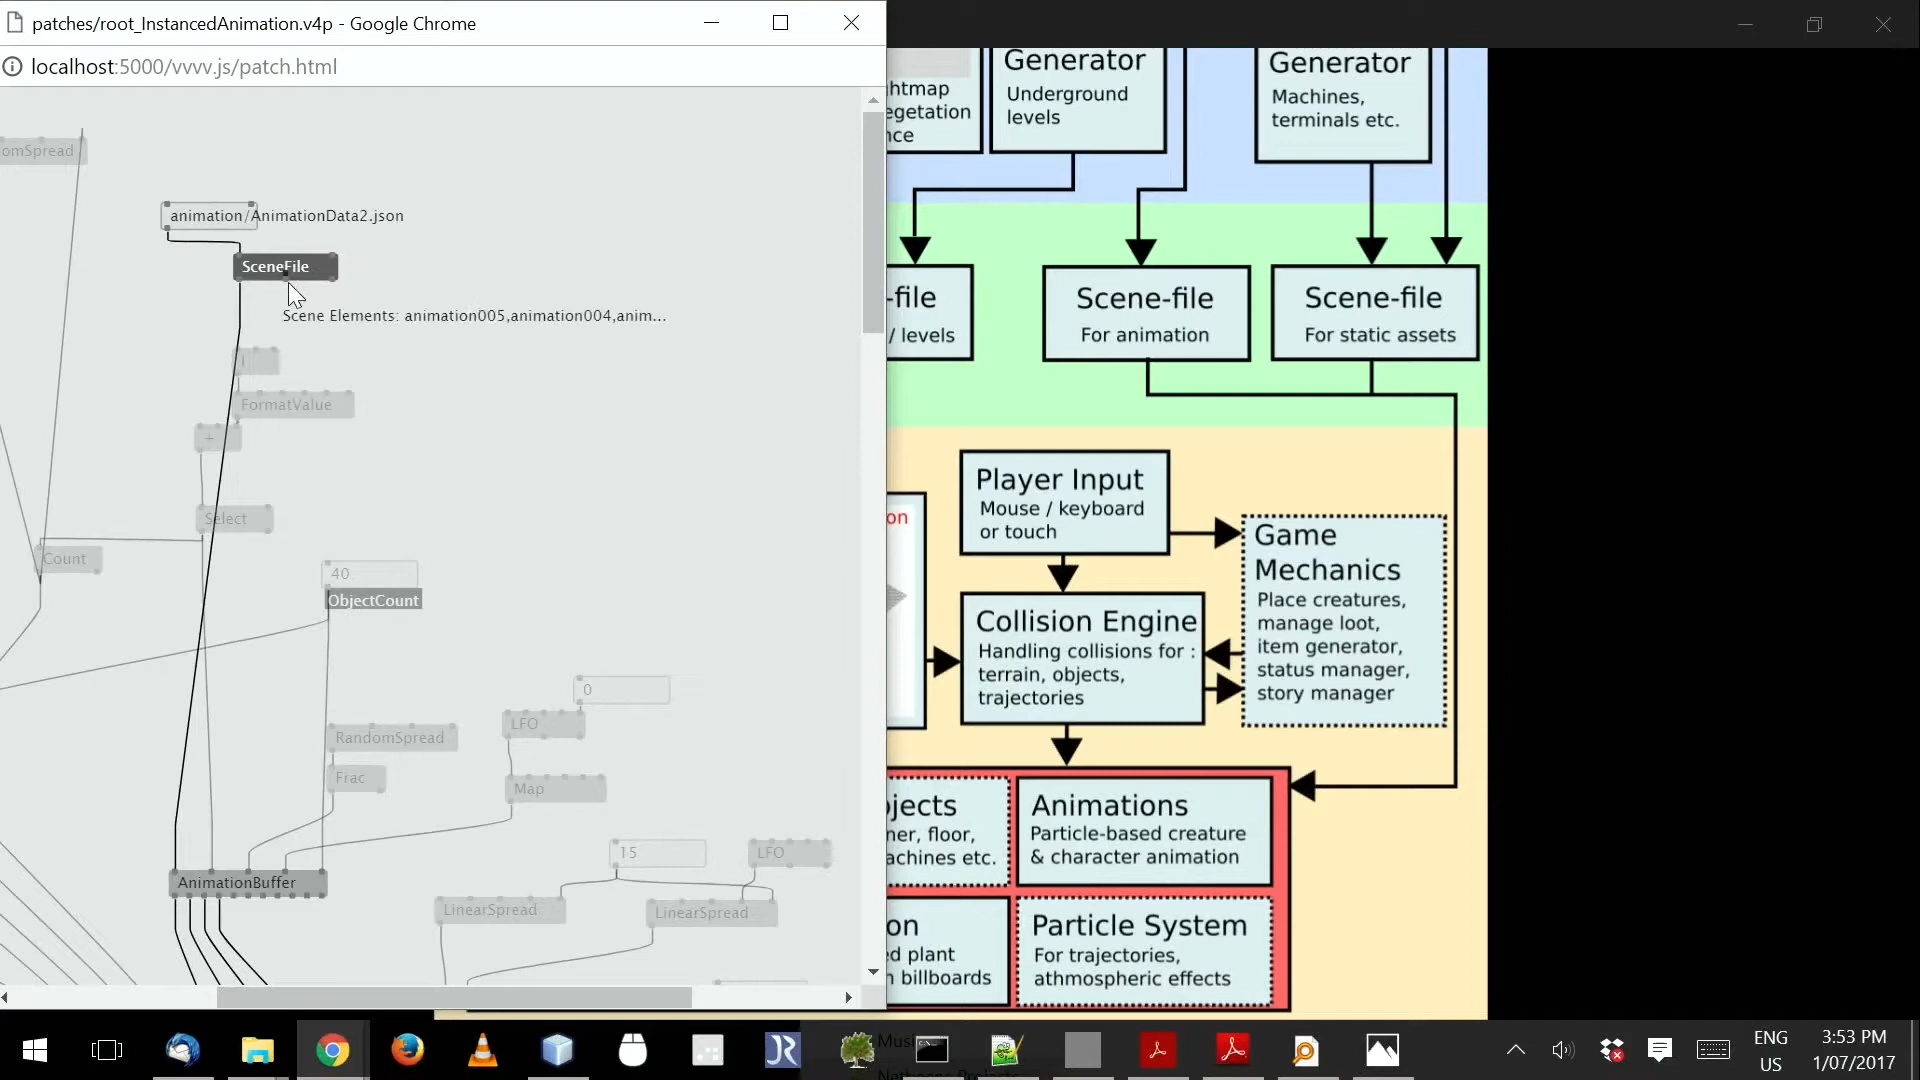 patches/root_InstancedAnimation.v4p - Google Chrome
localhost:5000/vvvv.js/patch.html
omSpread
animation/AnimationData2.json
SceneFile
Scene Elements: animation005,animation004,anim...
FormatValue
+
Select
Count
40
ObjectCount
0
LFO
RandomSpread
Frac
Map
15
LFO
AnimationBuffer
LinearSpread
LinearSpread
htmap
egetation
nce
Generator
Underground
levels
Generator
Machines,
terminals etc.
-file
/ levels
Scene-file
For animation
Scene-file
For static assets
on
Player Input
Mouse / keyboard
or touch
Game
Mechanics
Place creatures,
manage loot,
item generator,
status manager,
story manager
Collision Engine
Handling collisions for :
terrain, objects,
trajectories
jects
ner, floor,
achines etc.
Animations
Particle-based creature
& character animation
on
ed plant
n billboards
Particle System
For trajectories,
athmospheric effects
ENG
US
3:53 PM
1/07/2017